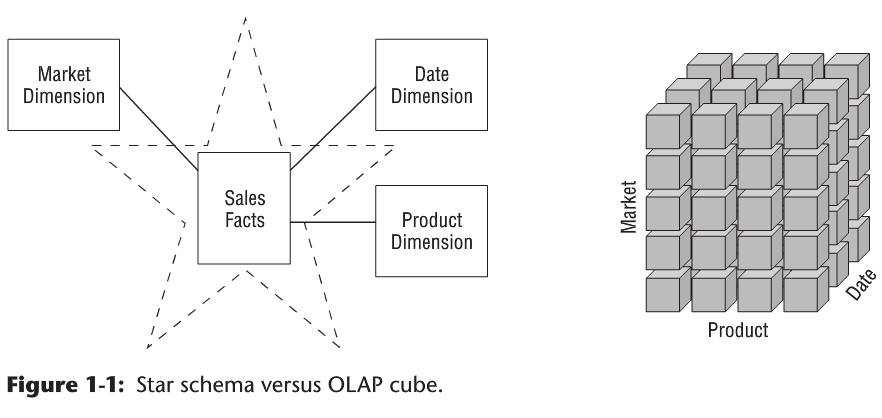 Market
Dimension
Date
Dimension
Sales
Facts
Product
Dimension
Market
Product
Date
Figure 1-1: Star schema versus OLAP cube.